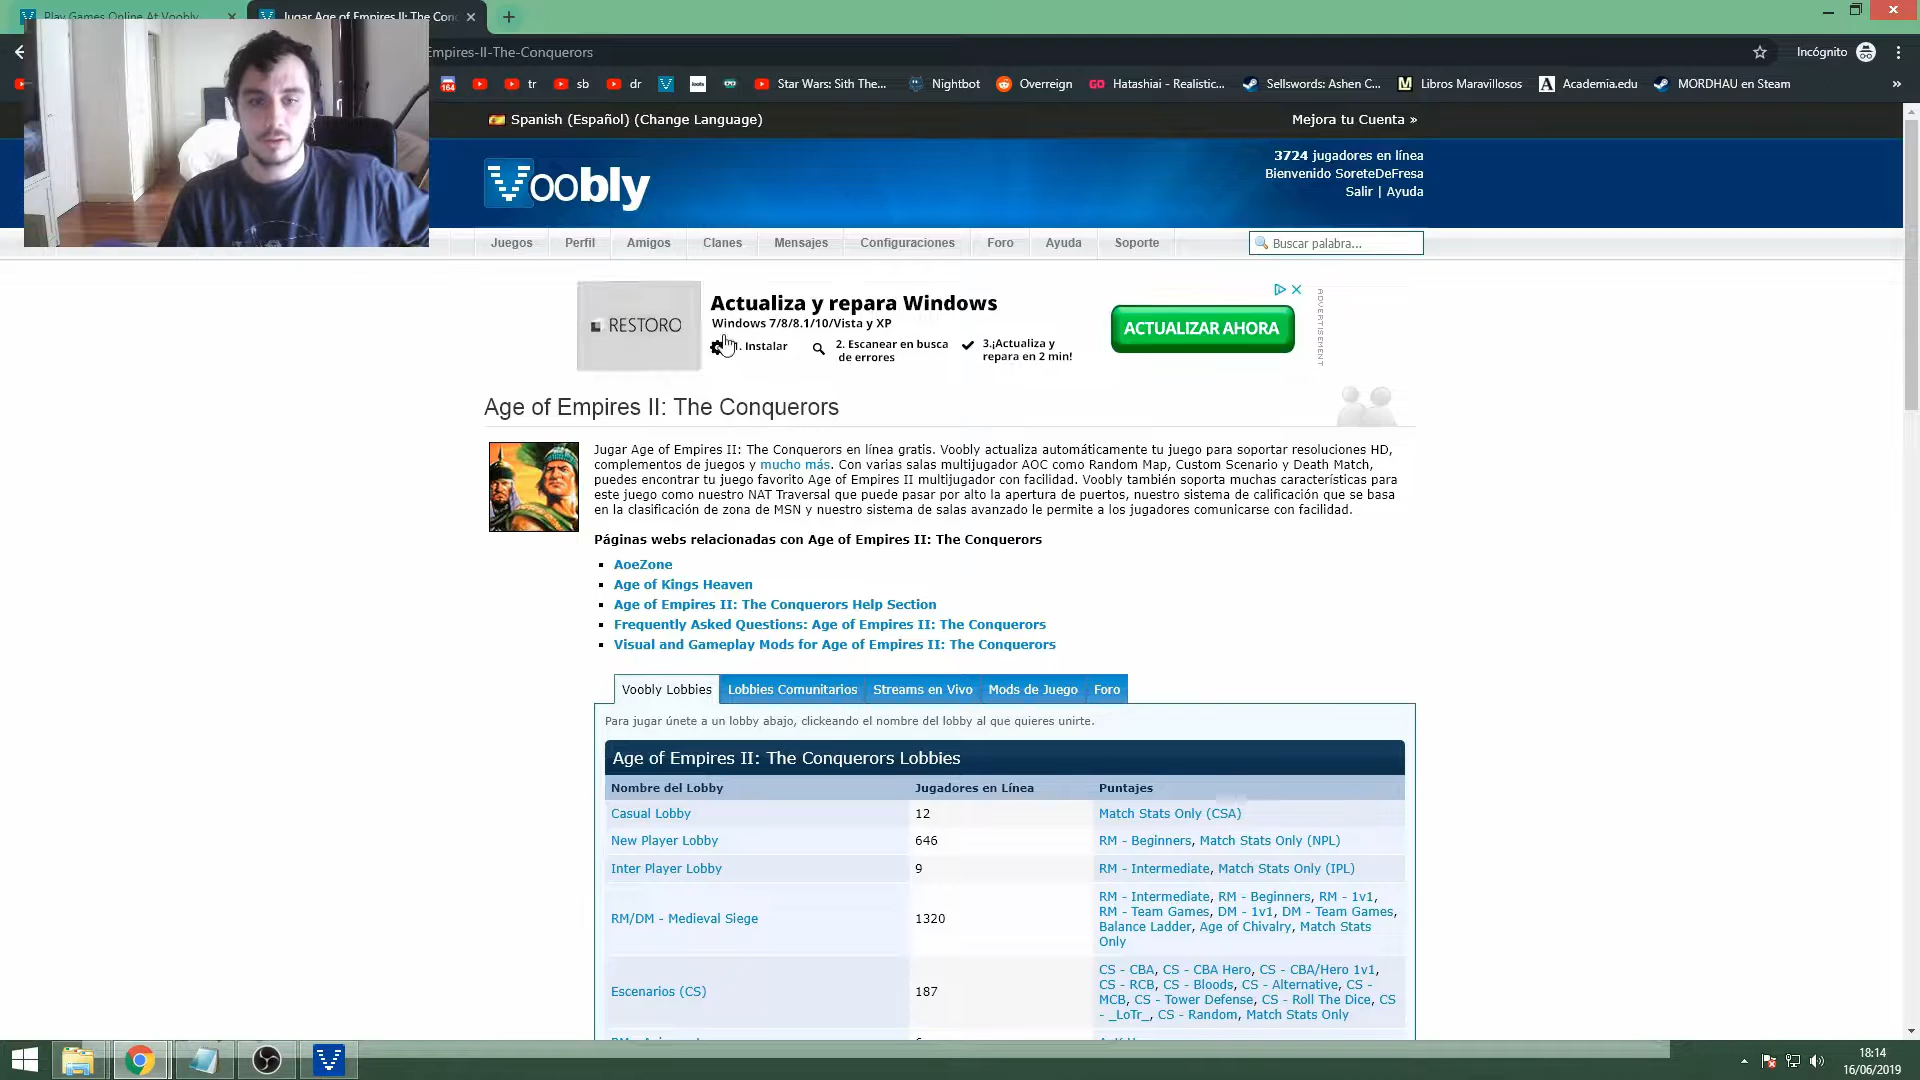 Play Games Online At Voobly
Jugar Age of Empires II: The Con
Empires-II-The-Conquerors
Incógnito
164
tr
sb
dr
Star Wars: Sith The...
Nightbot
Overreign
GO
Hatashiai - Realistic...
Sellswords: Ashen C...
Libros Maravillosos
Academia.edu
MORDHAU en Steam
»
Spanish (Español) (Change Language)
Mejora tu Cuenta »
Voobly
3724 jugadores en línea
Bienvenido SoreteDeFresa
Salir | Ayuda
Juegos
Perfil
Amigos
Clanes
Mensajes
Configuraciones
Foro
Ayuda
Soporte
Buscar palabra...
RESTORO
Actualiza y repara Windows
Windows 7/8/8.1/10/Vista y XP
1. Instalar
2. Escanear en busca
de errores
3.¡Actualiza y
repara en 2 min!
ACTUALIZAR AHORA
ADVERTISEMENT
Age of Empires II: The Conquerors
Jugar Age of Empires II: The Conquerors en línea gratis. Voobly actualiza automáticamente tu juego para soportar resoluciones HD,
complementos de juegos y mucho más. Con varias salas multijugador AOC como Random Map, Custom Scenario y Death Match,
puedes encontrar tu juego favorito Age of Empires II multijugador con facilidad. Voobly también soporta muchas características para
este juego como nuestro NAT Traversal que puede pasar por alto la apertura de puertos, nuestro sistema de calificación que se basa
en la clasificación de zona de MSN y nuestro sistema de salas avanzado le permite a los jugadores comunicarse con facilidad.
Páginas webs relacionadas con Age of Empires II: The Conquerors
AoeZone
Age of Kings Heaven
Age of Empires II: The Conquerors Help Section
Frequently Asked Questions: Age of Empires II: The Conquerors
Visual and Gameplay Mods for Age of Empires II: The Conquerors
Voobly Lobbies
Lobbies Comunitarios
Streams en Vivo
Mods de Juego
Foro
Para jugar únete a un lobby abajo, clickeando el nombre del lobby al que quieres unirte.
Age of Empires II: The Conquerors Lobbies
Nombre del Lobby
Jugadores en Línea
Puntajes
Casual Lobby
12
Match Stats Only (CSA)
New Player Lobby
646
RM - Beginners, Match Stats Only (NPL)
Inter Player Lobby
9
RM - Intermediate, Match Stats Only (IPL)
RM/DM - Medieval Siege
1320
RM - Intermediate, RM - Beginners, RM - 1v1,
RM - Team Games, DM - 1v1, DM - Team Games,
Balance Ladder, Age of Chivalry, Match Stats
Only
Escenarios (CS)
187
CS - CBA, CS - CBA Hero, CS - CBA/Hero 1v1,
CS - RCB, CS - Bloods, CS - Alternative, CS -
MCB, CS - Tower Defense, CS - Roll The Dice, CS
- _LoTr_, CS - Random, Match Stats Only
18:14
16/06/2019